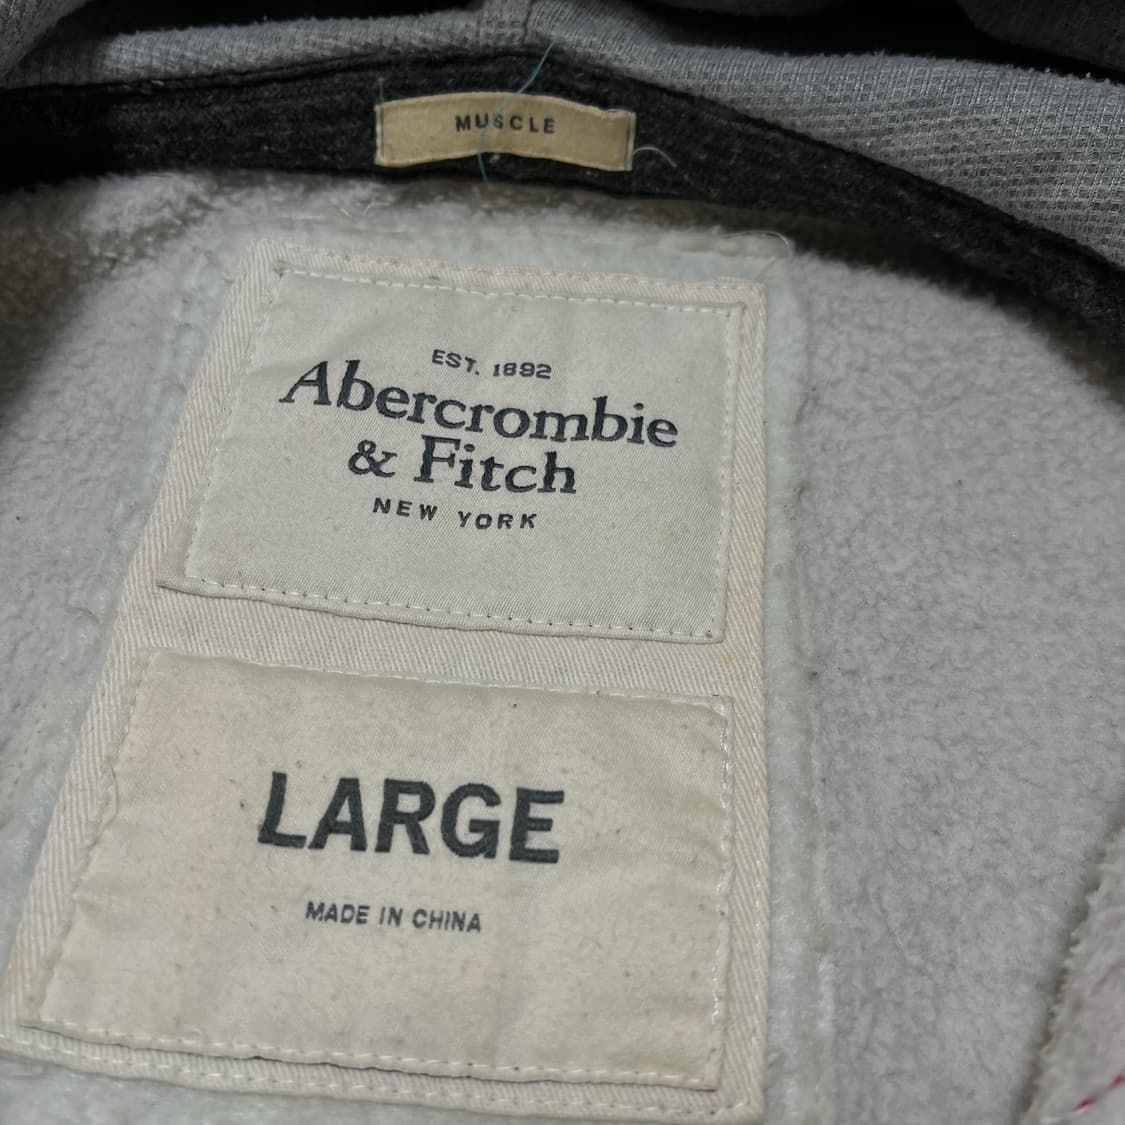 MUSCLE
EST. 1892
Abercrombie
& Fitch
NEW YORK
LARGE
MADE IN CHINA